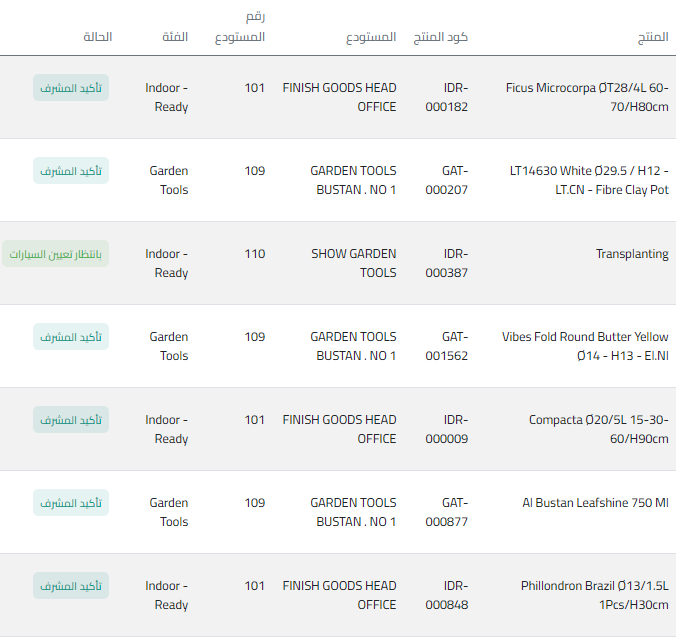 المنتج
كود المنتج
المستودع
رقم
المستودع
الفئة
الحالة
Ficus Microcorpa ØT28/4L 60-
70/H80cm
IDR-
000182
FINISH GOODS HEAD
OFFICE
101
Indoor -
Ready
تأكيد المشرف
LT14630 White Ø29.5 / H12 -
LT.CN - Fibre Clay Pot
GAT-
000207
GARDEN TOOLS
BUSTAN . NO 1
109
Garden
Tools
تأكيد المشرف
Transplanting
IDR-
000387
SHOW GARDEN
TOOLS
110
Indoor -
Ready
بانتظار تعيين السيارات
Vibes Fold Round Butter Yellow
Ø14 - H13 - El.Nl
GAT-
001562
GARDEN TOOLS
BUSTAN . NO 1
109
Garden
Tools
تأكيد المشرف
Compacta Ø20/5L 15-30-
60/H90cm
IDR-
000009
FINISH GOODS HEAD
OFFICE
101
Indoor -
Ready
تأكيد المشرف
Al Bustan Leafshine 750 Ml
GAT-
000877
GARDEN TOOLS
BUSTAN . NO 1
109
Garden
Tools
تأكيد المشرف
Phillondron Brazil Ø13/1.5L
1Pcs/H30cm
IDR-
000848
FINISH GOODS HEAD
OFFICE
101
Indoor -
Ready
تأكيد المشرف